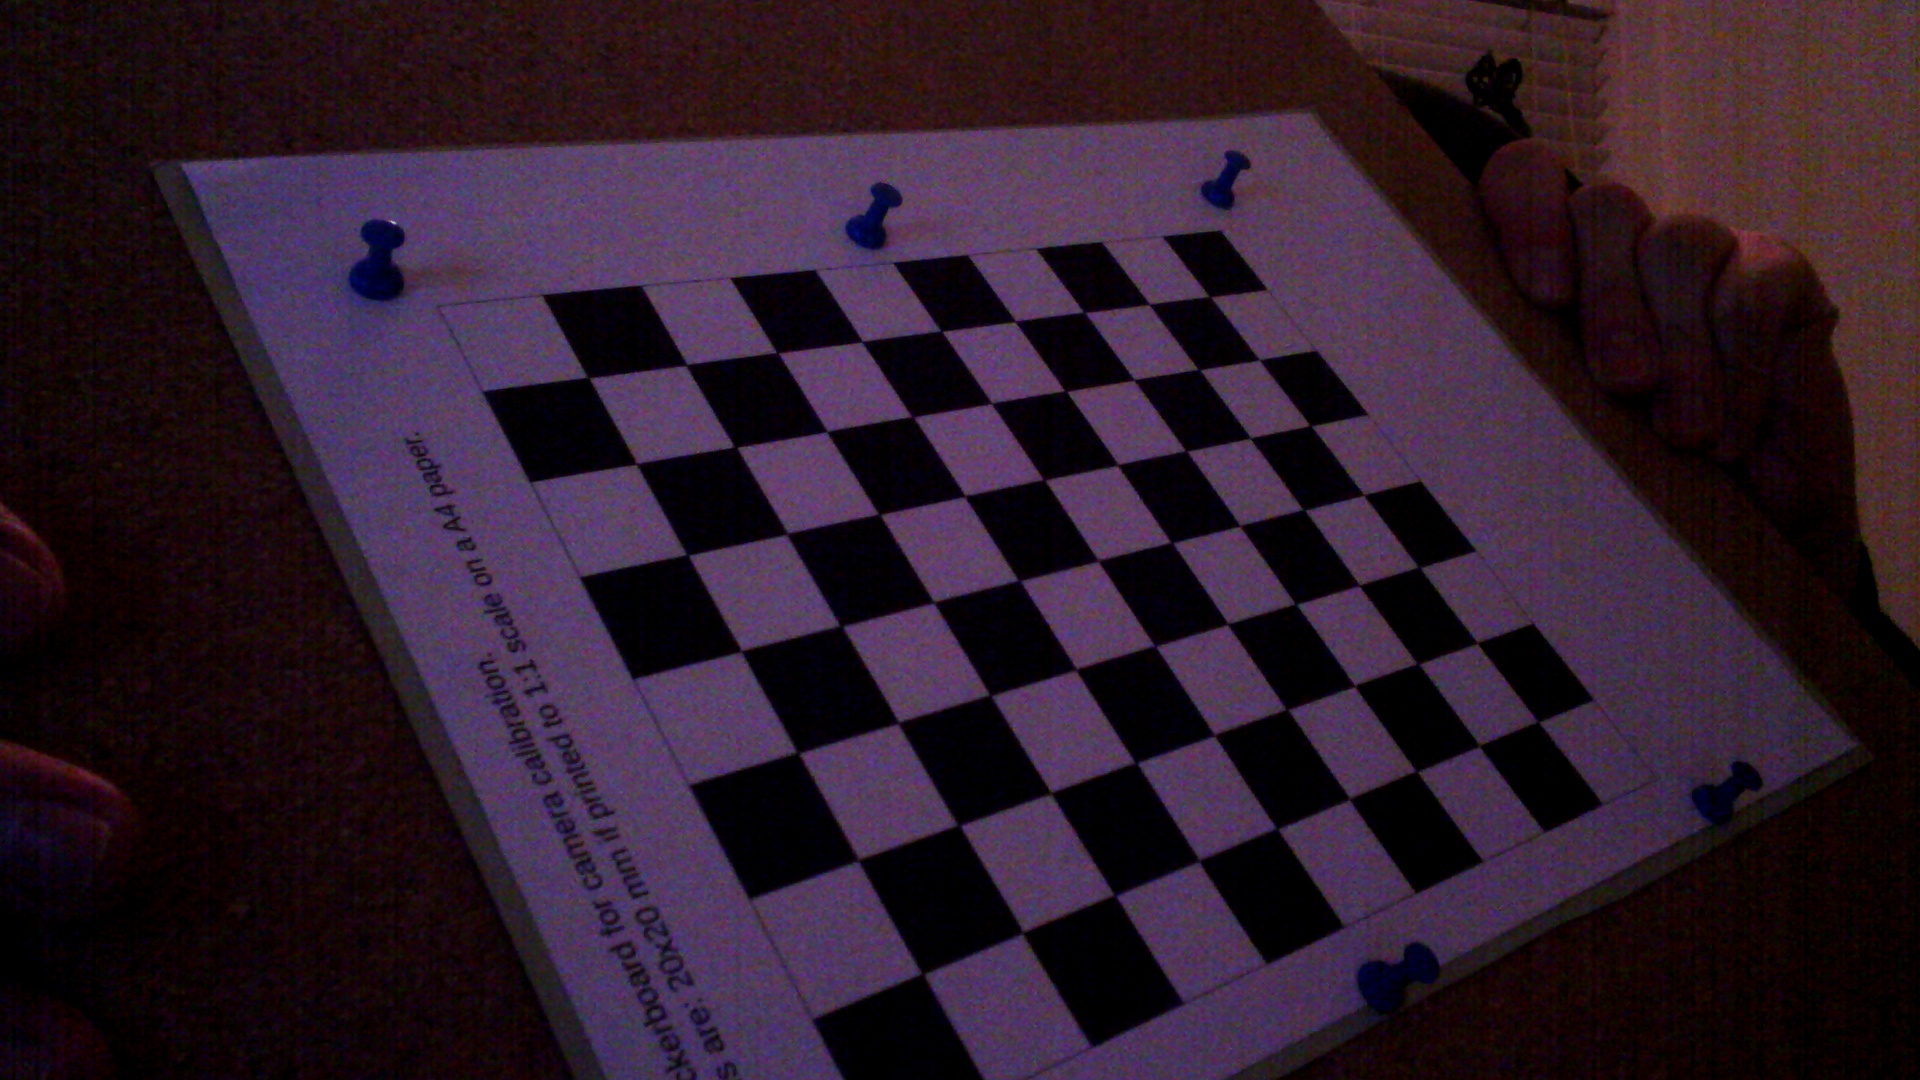 ckerboard for camera calibration.
s are: 20x20 mm if printed to 1:1 scale on a A4 paper.